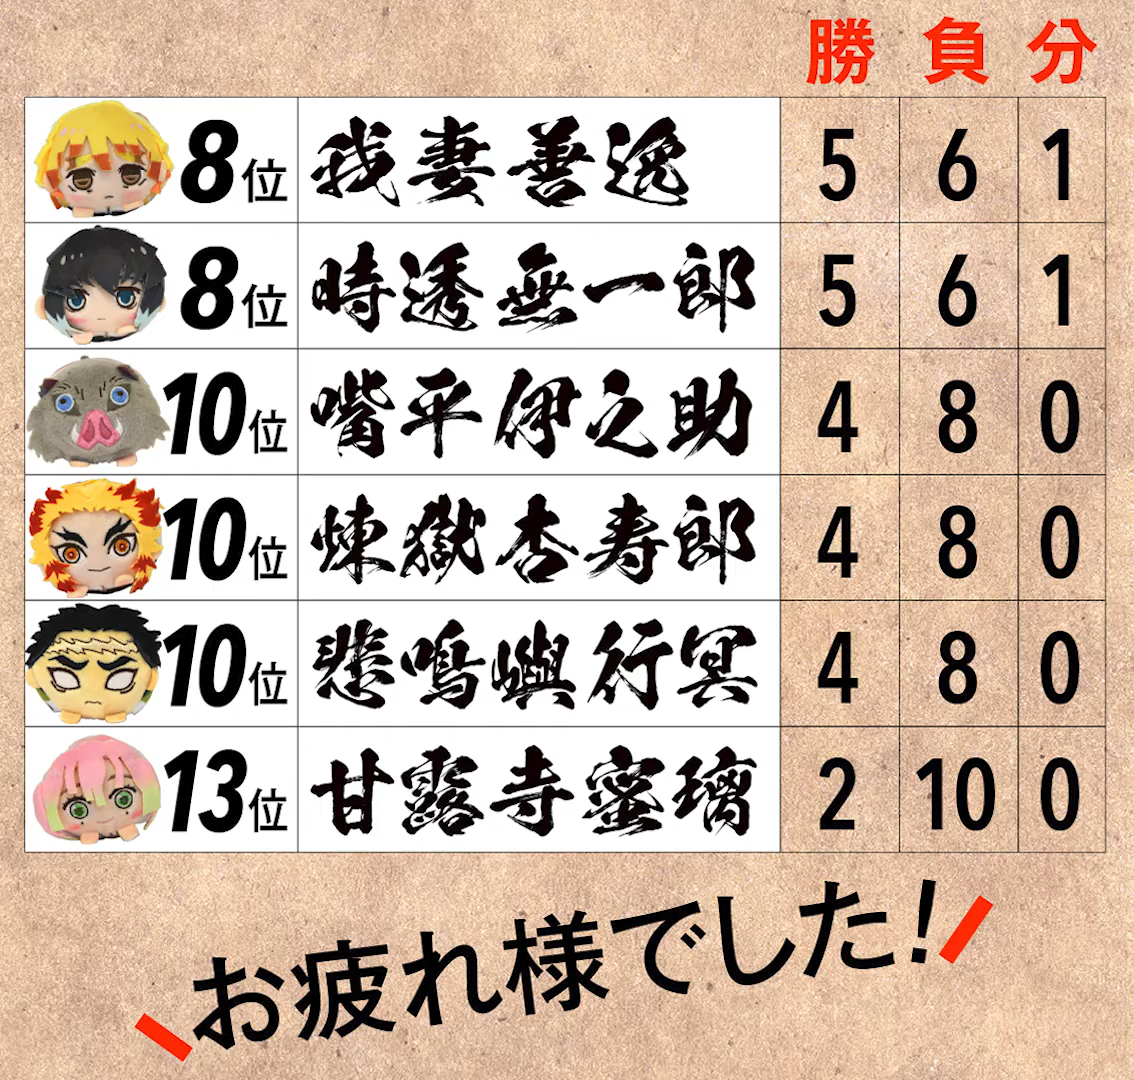 勝 負 分
8位 我妻善逸 5 6 1
8位 時透無一郎 5 6 1
10位 嘴平伊之助 4 8 0
10位 煉獄杏寿郎 4 8 0
10位 悲鳴嶼行冥 4 8 0
13位 甘露寺蜜璃 2 10 0
お疲れ様でした!